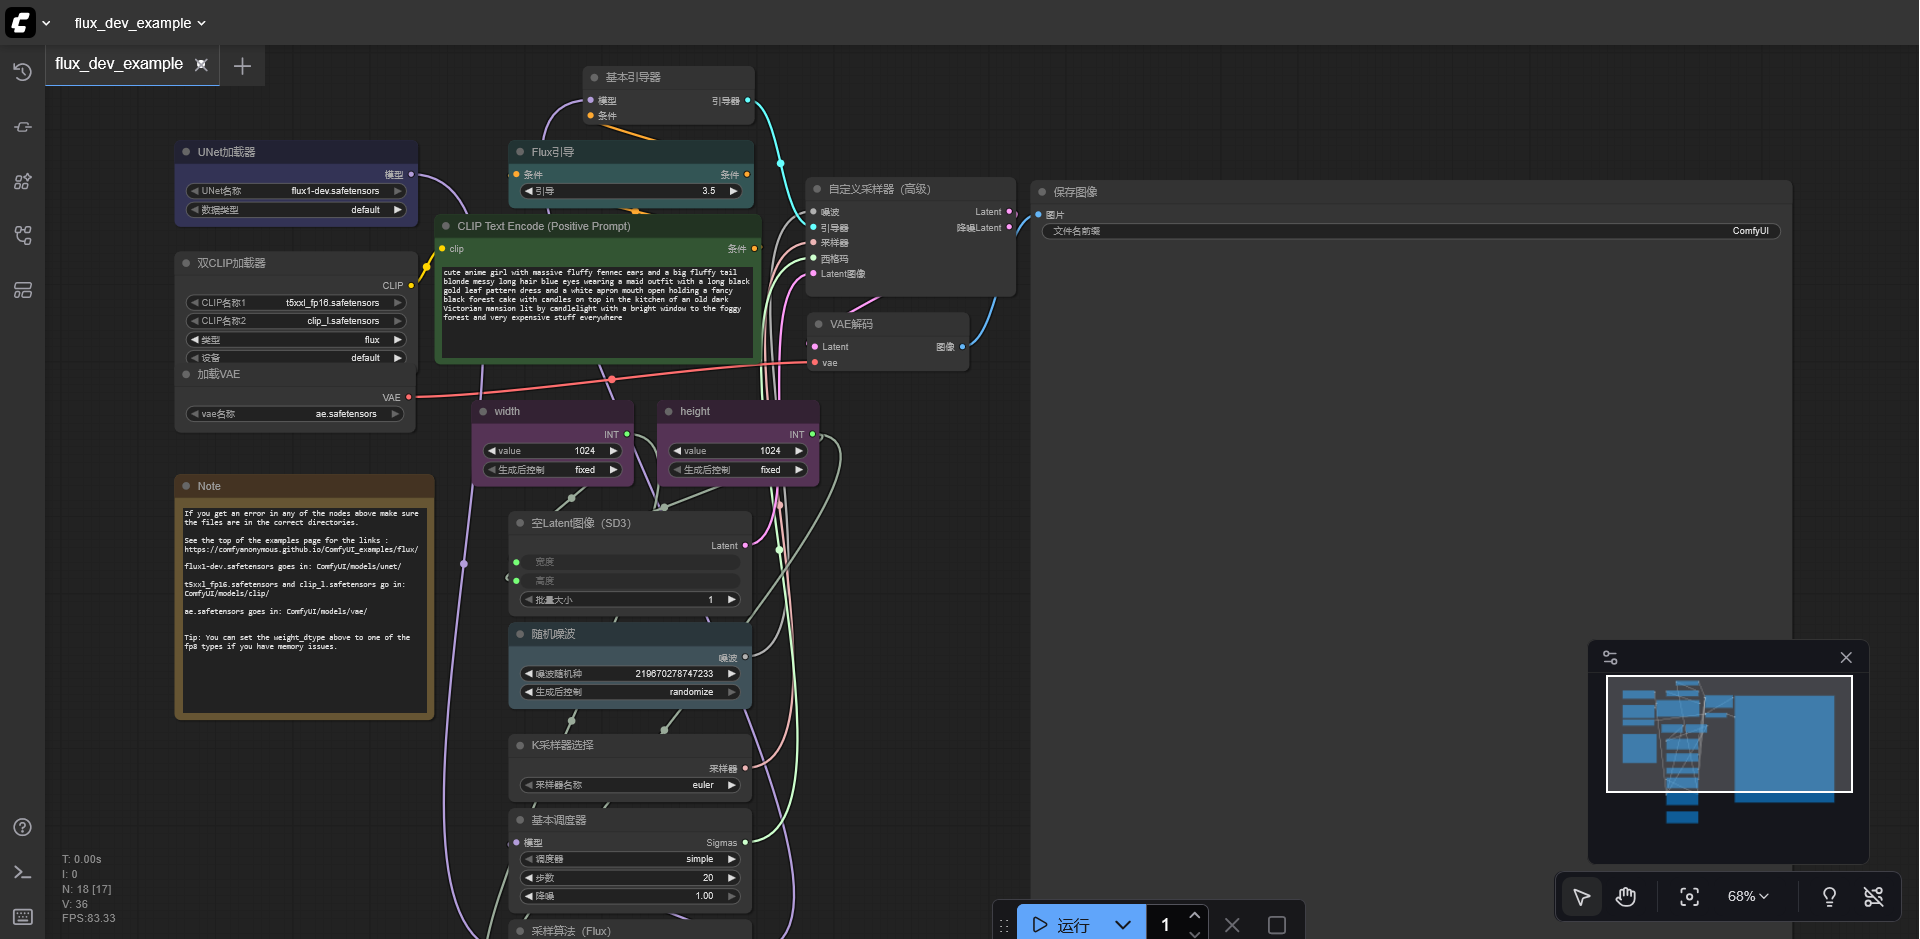 flux_dev_example
flux_dev_example
基本引导器
模型
引导器
条件
UNet加载器
模型
UNet名称
flux1-dev.safetensors
数据类型
default
Flux引导
条件
条件
引导
3.5
CLIP Text Encode (Positive Prompt)
clip
条件
cute anime girl with massive fluffy fennec ears and a big fluffy tail
blonde messy long hair blue eyes wearing a maid outfit with a long black
gold leaf pattern dress and a white apron mouth open holding a fancy
black forest cake with candles on top in the kitchen of an old dark
Victorian mansion lit by candlelight with a bright window to the foggy
forest and very expensive stuff everywhere
双CLIP加载器
CLIP
CLIP名称1
t5xxl_fp16.safetensors
CLIP名称2
clip_l.safetensors
类型
flux
设备
default
加载VAE
VAE
vae名称
ae.safetensors
自定义采样器（高级）
噪波
Latent
引导器
降噪Latent
采样器
西格玛
Latent图像
VAE解码
Latent
图像
vae
保存图像
图片
文件名前缀
ComfyUI
width
INT
value
1024
生成后控制
fixed
height
INT
value
1024
生成后控制
fixed
Note
If you get an error in any of the nodes above make sure
the files are in the correct directories.
See the top of the examples page for the links :
https://comfyanonymous.github.io/ComfyUI_examples/flux/
flux1-dev.safetensors goes in: ComfyUI/models/unet/
t5xxl_fp16.safetensors and clip_l.safetensors go in:
ComfyUI/models/clip/
ae.safetensors goes in: ComfyUI/models/vae/
Tip: You can set the weight_dtype above to one of the
fp8 types if you have memory issues.
空Latent图像（SD3）
Latent
宽度
高度
批量大小
1
随机噪波
噪波
噪波随机种
219670278747233
生成后控制
randomize
K采样器选择
采样器
采样器名称
euler
基本调度器
模型
Sigmas
调度器
simple
步数
20
降噪
1.00
采样算法（Flux）
T: 0.00s
I: 0
N: 18 [17]
V: 36
FPS:83.33
运行
1
68%